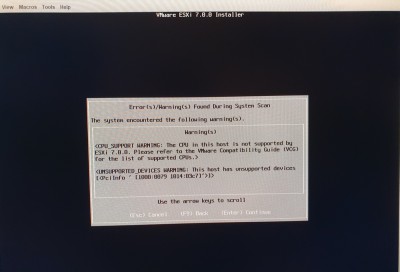 View Macros Tools Help
VMware ESXi 7.0.0 Installer
Error(s)/Warning(s) Found During System Scan
The system encountered the following warning(s).
Warning(s)
<CPU_SUPPORT WARNING: The CPU in this host is not supported by
ESXi 7.0.0. Please refer to the VMware Compatibility Guide (VCG)
for the list of supported CPUs.>
<UNSUPPORTED_DEVICES WARNING: This host has unsupported devices
[<PciInfo ' [1000:0079 1014:03c7]'>]>
Use the arrow keys to scroll
(Esc) Cancel (F9) Back (Enter) Continue